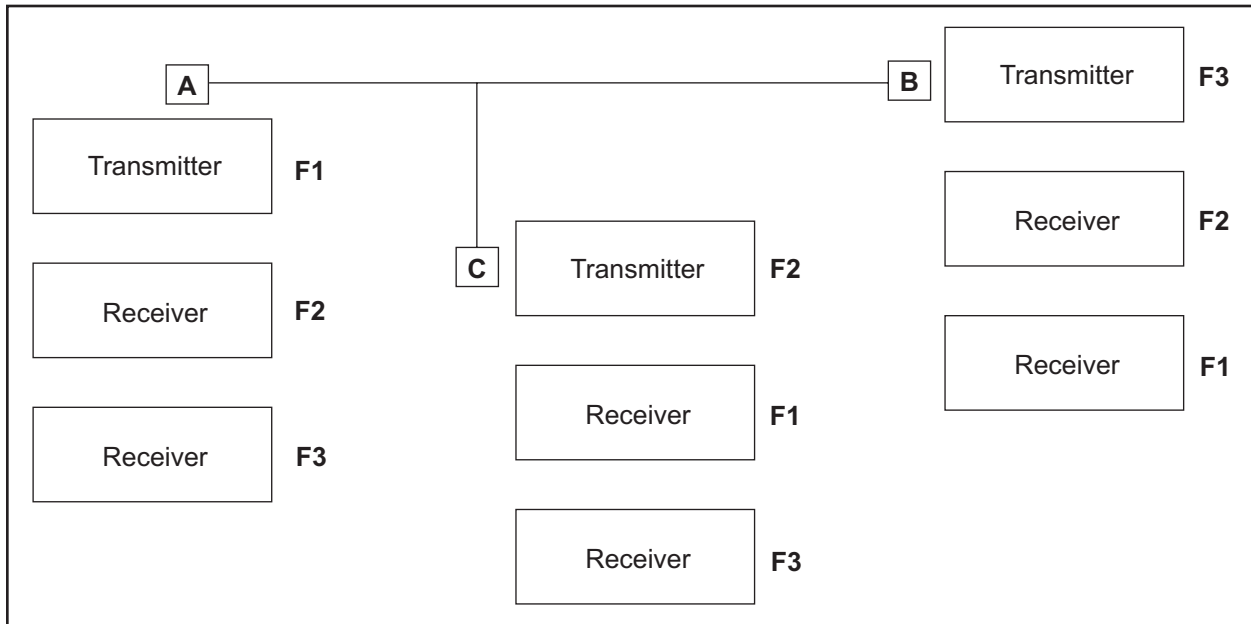 A
Transmitter F1
Receiver F2
Receiver F3
C
Transmitter F2
Receiver F1
Receiver F3
B
Transmitter F3
Receiver F2
Receiver F1